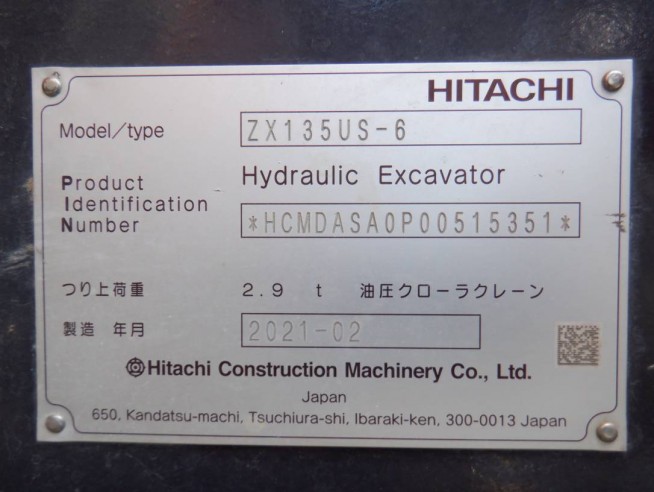 HITACHI
Model/type ZX135US-6
Product Identification Number Hydraulic Excavator
*HCMDASA0P00515351*
つり上荷重 2.9 t 油圧クローラクレーン
製造 年月 2021-02
Hitachi Construction Machinery Co., Ltd.
Japan
650, Kandatsu-machi, Tsuchiura-shi, Ibaraki-ken, 300-0013 Japan